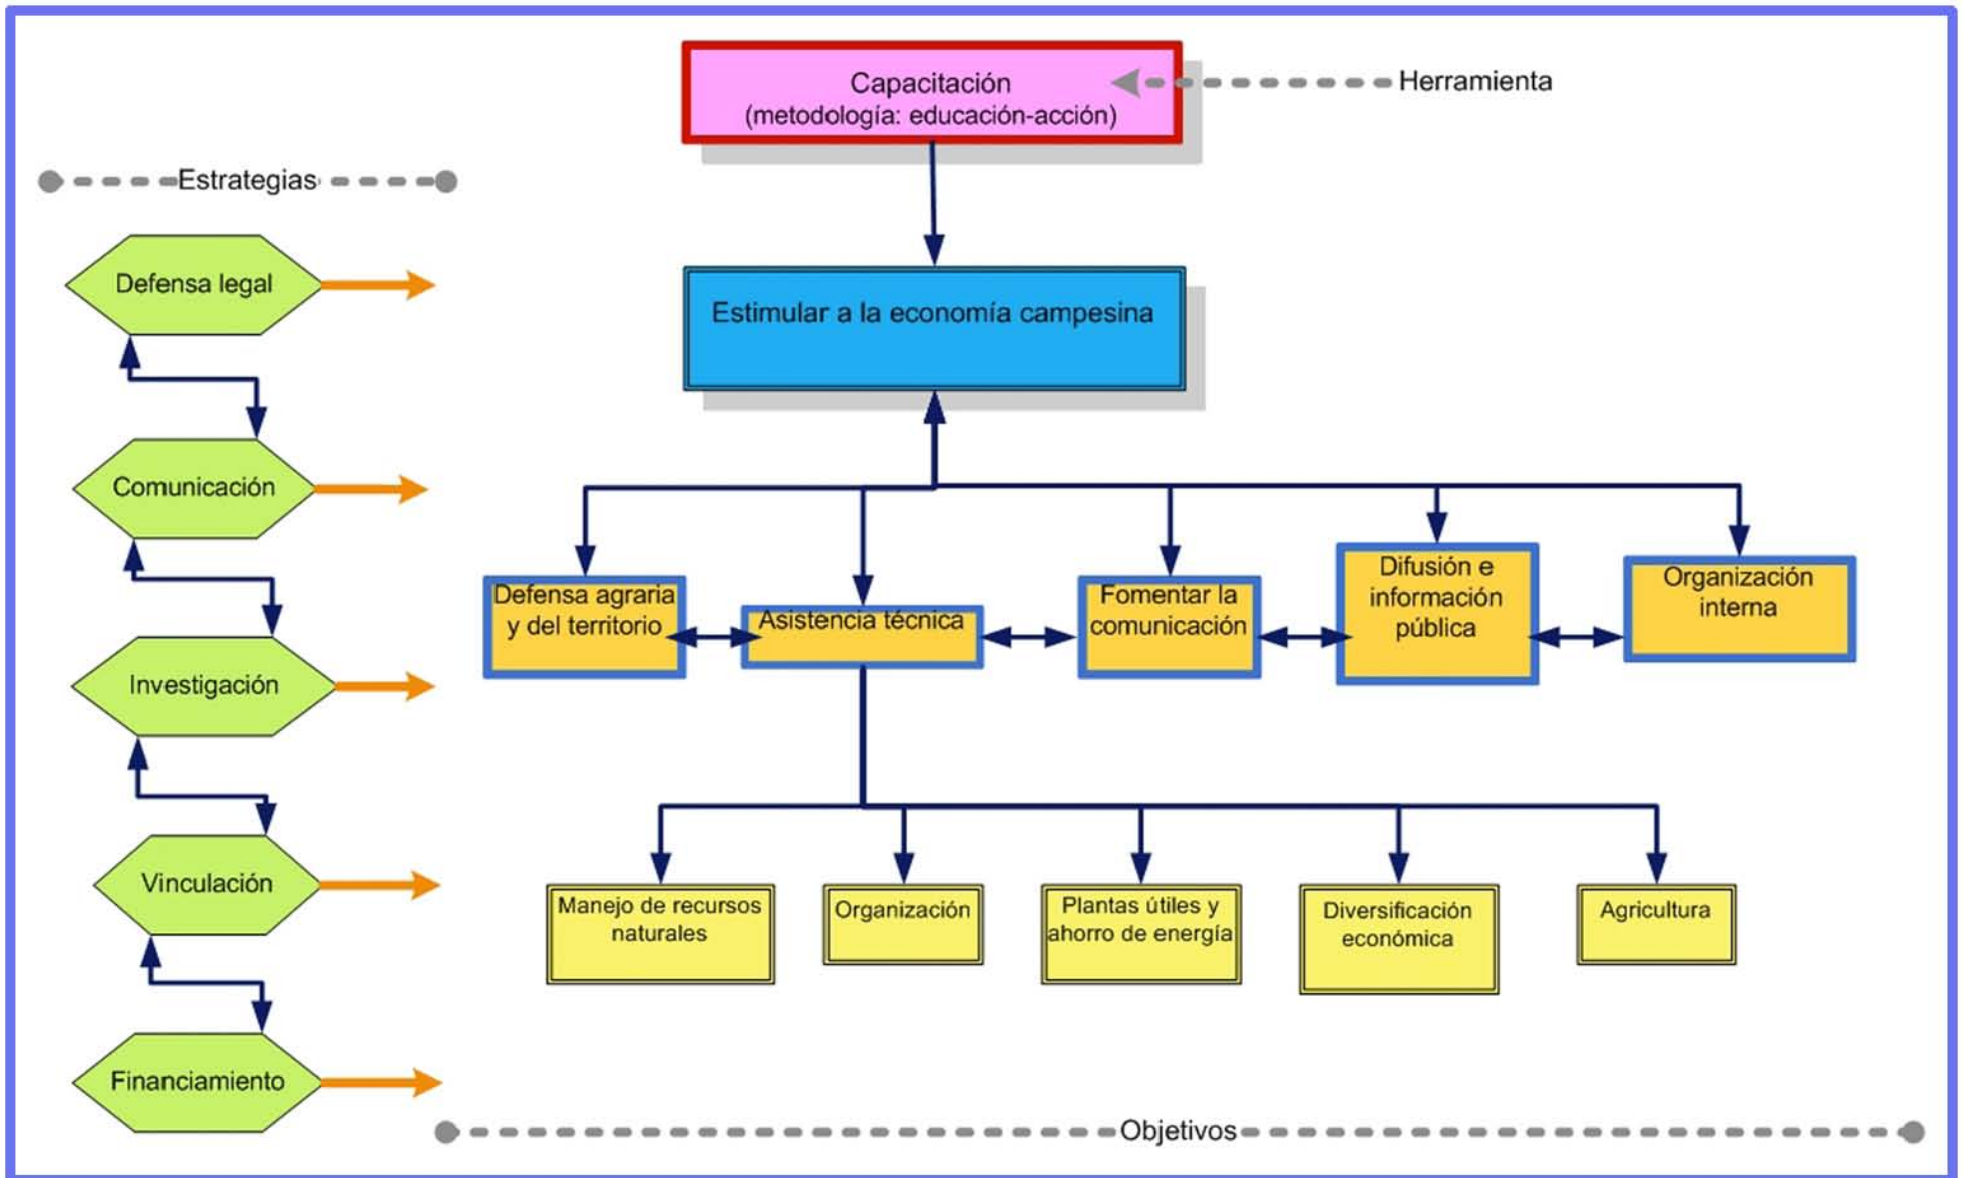 Capacitación
(metodología: educación-acción)
Herramienta
Estrategias
Defensa legal
Comunicación
Investigación
Vinculación
Financiamiento
Estimular a la economía campesina
Defensa agraria
y del territorio
Asistencia técnica
Fomentar la
comunicación
Difusión e
información
pública
Organización
interna
Manejo de recursos
naturales
Organización
Plantas útiles y
ahorro de energía
Diversificación
económica
Agricultura
Objetivos